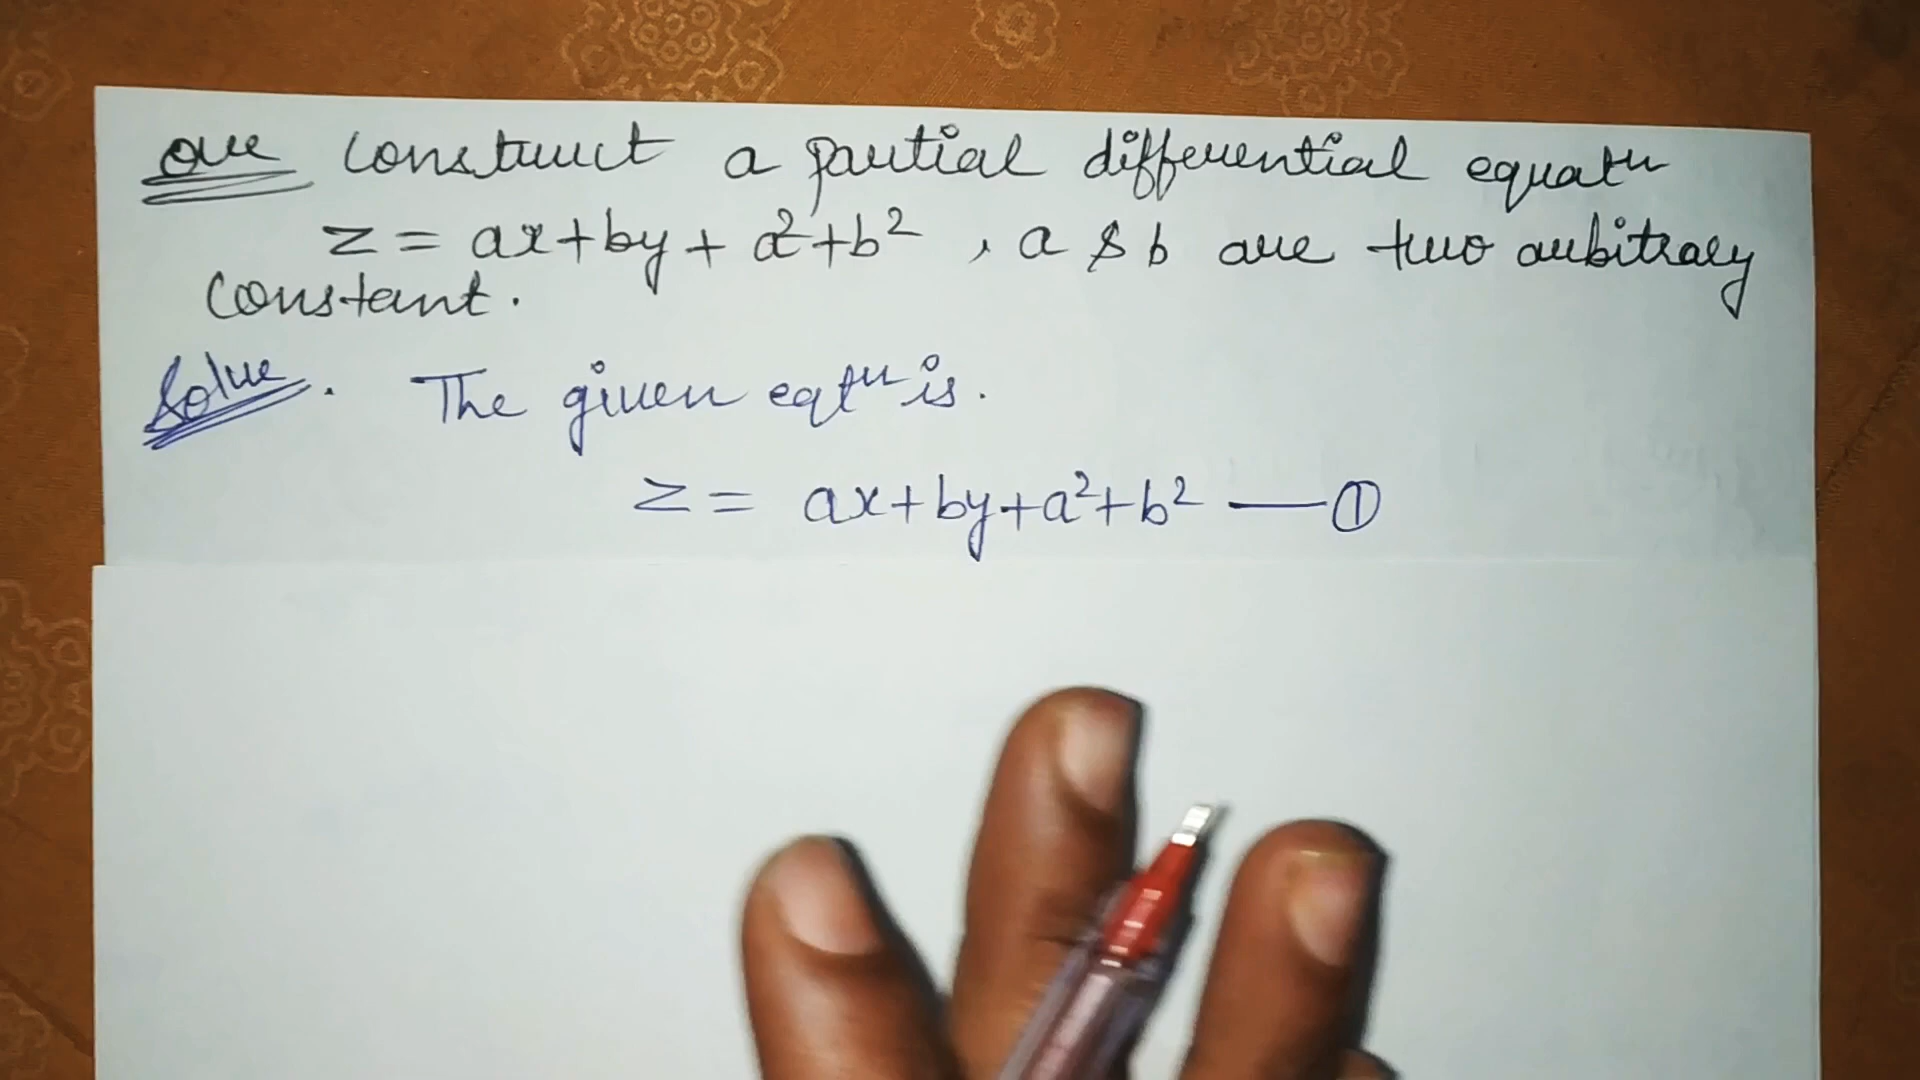 Que Construct a partial differential equatn
z = ax+by + a²+b² , a & b are two arbitrary
constant.
Solve. The given eqtn is.
z = ax+by+a²+b² — ①